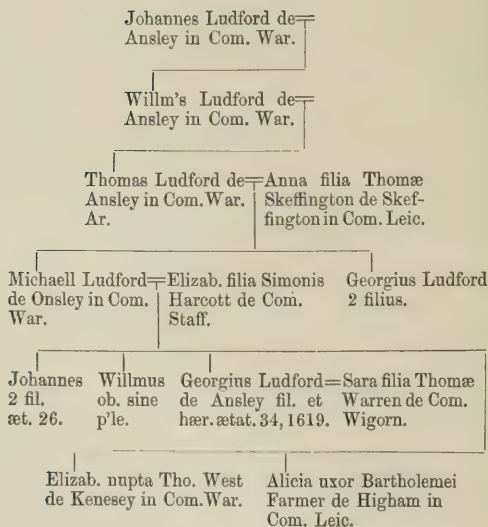 Johannes Ludford de
Ansley in Com. War.
Willm's Ludford de
Ansley in Com. War.
Thomas Ludford de
Ansley in Com. War.
Ar.
Anna filia Thomæ
Skeffington de Skef-
fington in Com. Leic.
Michaell Ludford
de Onsley in Com.
War.
Elizab. filia Simonis
Harcott de Com̄.
Staff.
Georgius Ludford
2 filius.
Johannes
2 fil.
æt. 26.
Willmus
ob. sine
p'le.
Georgius Ludford
de Ansley fil. et
hær. ætat. 34, 1619.
Sara filia Thomæ
Warren de Com.
Wigorn.
Elizab. nupta Tho. West
de Kenesey in Com. War.
Alicia uxor Bartholemei
Farmer de Higham in
Com. Leic.